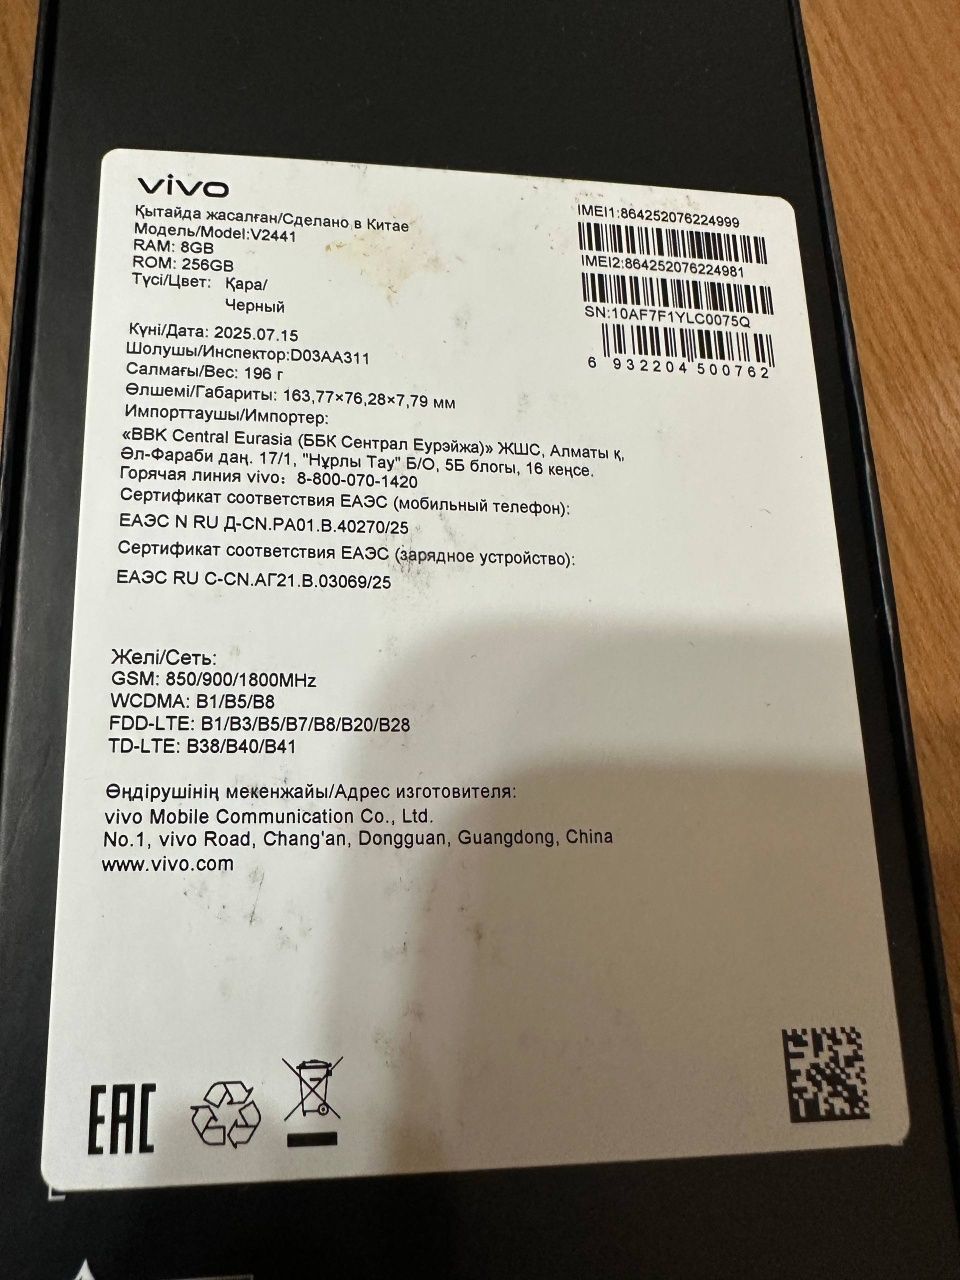 vivo
Қытайда жасалған/Сделано в Китае
Модель/Model:V2441
RAM: 8GB
ROM: 256GB
Түсі/Цвет: Қара/
Черный
Күні/Дата: 2025.07.15
Шолушы/Инспектор:D03AA311
Салмағы/Вес: 196 г
Өлшемі/Габариты: 163,77×76,28×7,79 мм
Импорттаушы/Импортер:
«BBK Central Eurasia (ББК Сентрал Еурэйжа)» ЖШС, Алматы қ,
Әл-Фараби даң. 17/1, "Нұрлы Тау" Б/О, 5Б блогы, 16 кеңсе.
Горячая линия vivo: 8-800-070-1420
Сертификат соответствия ЕАЭС (мобильный телефон):
ЕАЭС N RU Д-CN.РА01.В.40270/25
Сертификат соответствия ЕАЭС (зарядное устройство):
ЕАЭС RU С-CN.АГ21.В.03069/25
IMEI1:864252076224999
IMEI2:864252076224981
SN:10AF7F1YLC0075Q
6 932204 500762
Желі/Сеть:
GSM: 850/900/1800MHz
WCDMA: B1/B5/B8
FDD-LTE: B1/B3/B5/B7/B8/B20/B28
TD-LTE: B38/B40/B41
Өндірушінің мекенжайы/Адрес изготовителя:
vivo Mobile Communication Co., Ltd.
No.1, vivo Road, Chang'an, Dongguan, Guangdong, China
www.vivo.com
EAC